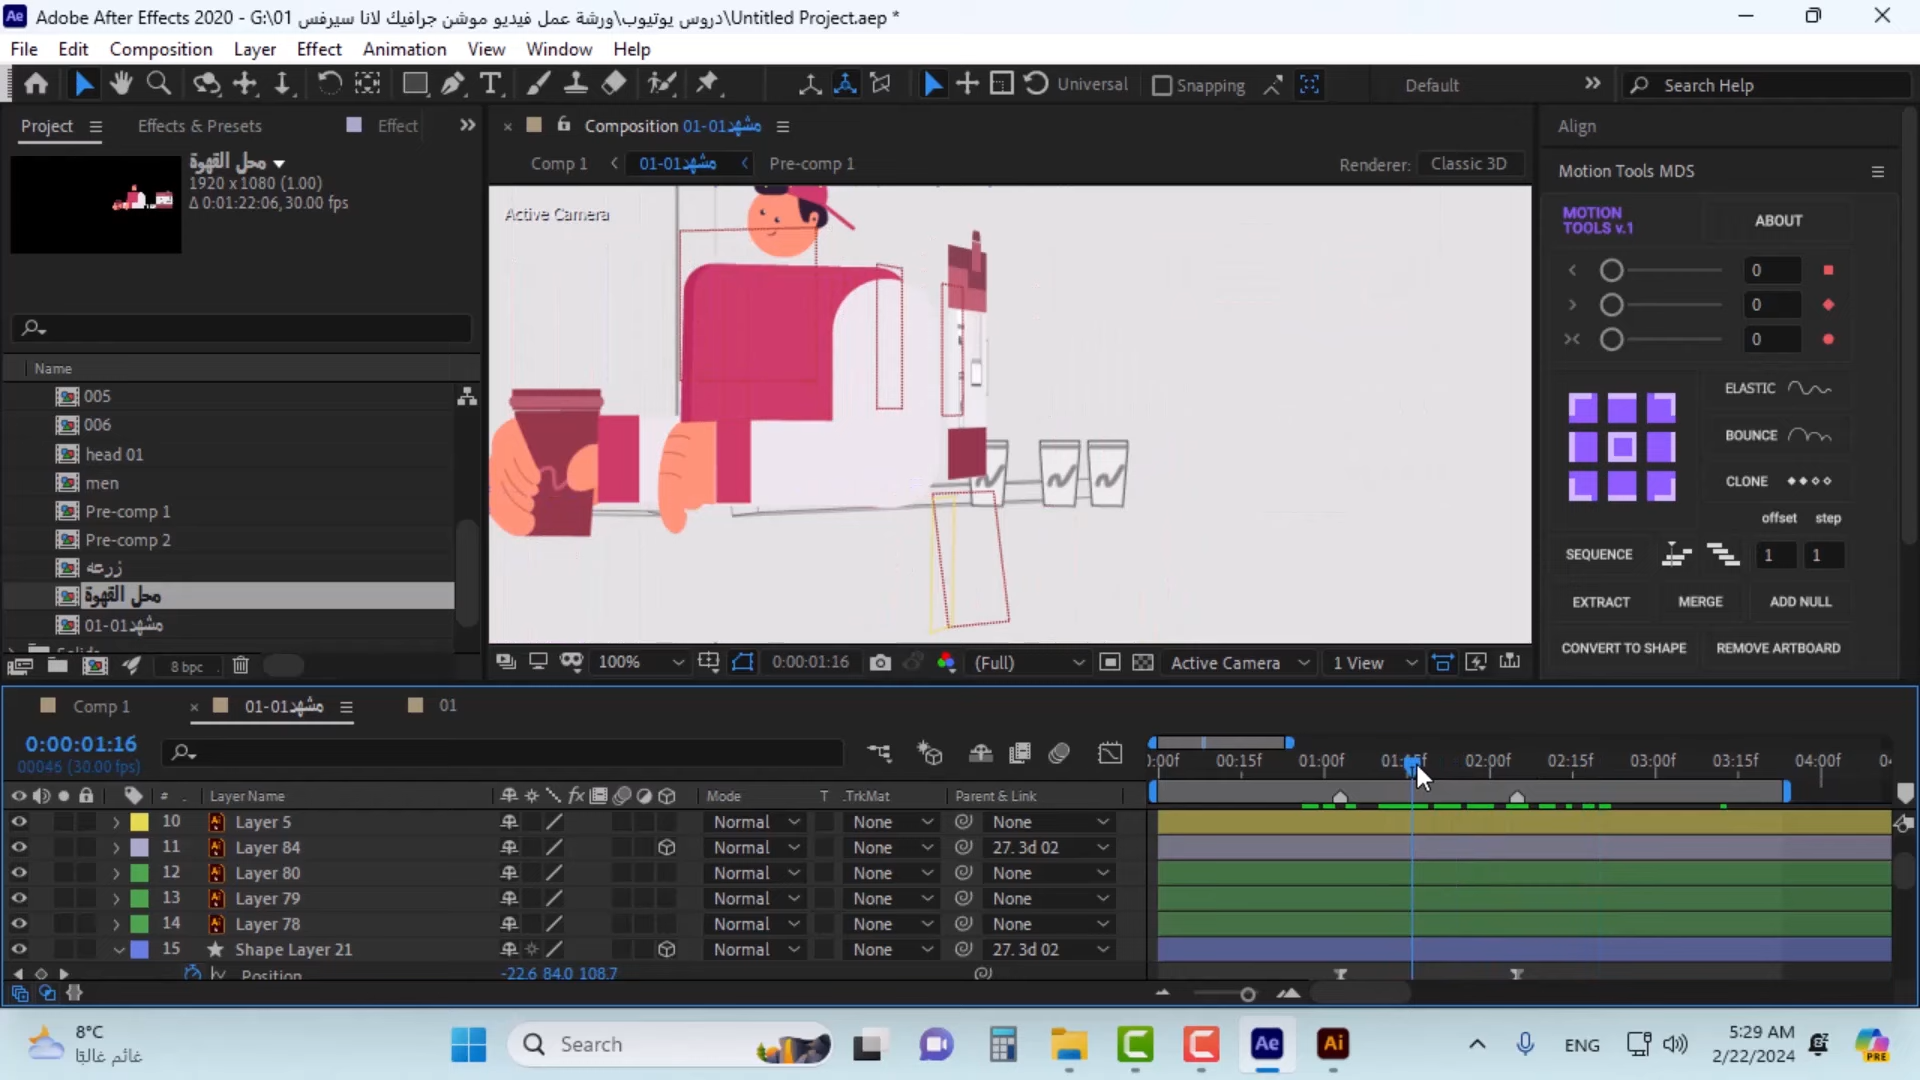 Adobe After Effects 2020 - G:\01 دروس يوتيوب\ورشة عمل فيديو موشن جرافيك لانا سيرفس\Untitled Project.aep *
File Edit Composition Layer Effect Animation View Window Help
Universal Snapping Default Search Help
Project Effects & Presets Effect
محل القهوة
1920 x 1080 (1.00)
Δ 0:01:22:06, 30.00 fps
Name
005
006
head 01
men
Pre-comp 1
Pre-comp 2
زرعه
محل القهوة
مشهد01-01
8 bpc
Composition مشهد01-01
Comp 1 مشهد01-01 Pre-comp 1
Renderer: Classic 3D
Active Camera
100% 0:00:01:16 (Full) Active Camera 1 View
Align
Motion Tools MDS
MOTION
TOOLS v.1
ABOUT
0
0
0
ELASTIC
BOUNCE
CLONE
offset step
SEQUENCE 1 1
EXTRACT MERGE ADD NULL
CONVERT TO SHAPE REMOVE ARTBOARD
Comp 1 مشهد01-01 01
0:00:01:16
00046 (30.00 fps)
:00f 00:15f 01:00f 01:15f 02:00f 02:15f 03:00f 03:15f 04:00f
# Layer Name fx Mode T .TrkMat Parent & Link
10 Layer 5 Normal None None
11 Layer 84 Normal None 27. 3d 02
12 Layer 80 Normal None None
13 Layer 79 Normal None None
14 Layer 78 Normal None None
15 Shape Layer 21 Normal None 27. 3d 02
Position -22.6 84.0 108.7
8°C
غائم غالبًا
Search
ENG
5:29 AM
2/22/2024
PRE